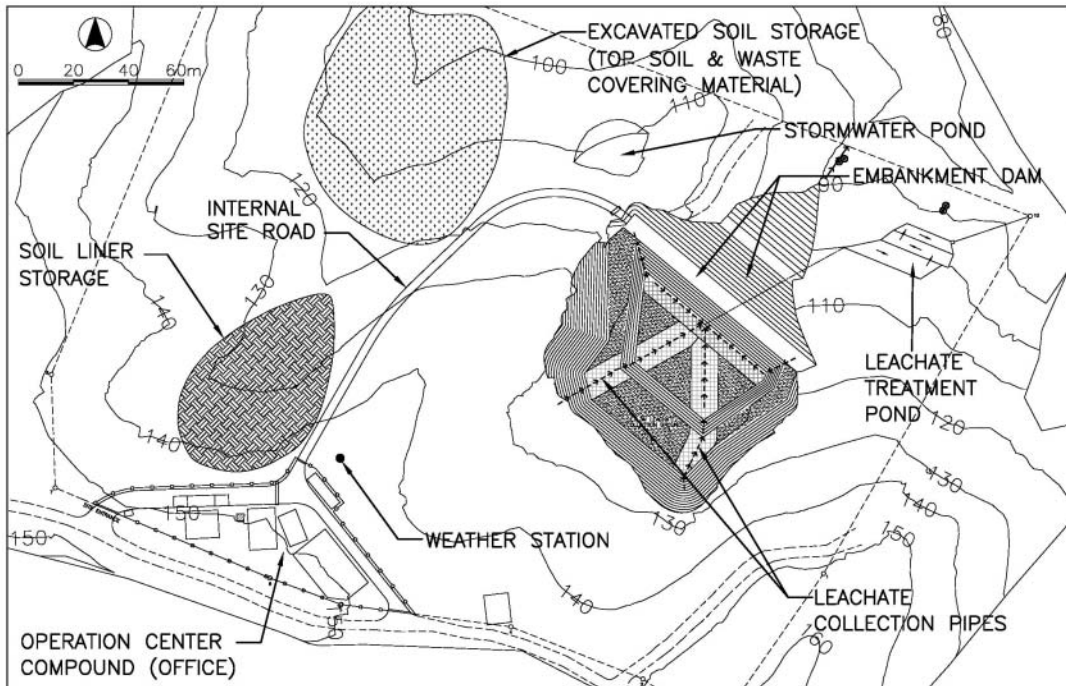 0 20 40 60m
EXCAVATED SOIL STORAGE
(TOP SOIL & WASTE
COVERING MATERIAL)
100
110
80
STORMWATER POND
EMBANKMENT DAM
90
120
INTERNAL
SITE ROAD
SOIL LINER
STORAGE
130
140
110
LEACHATE
TREATMENT
POND
120
140
130
130
140
150
150
150
WEATHER STATION
140
LEACHATE
COLLECTION PIPES
160
OPERATION CENTER
COMPOUND (OFFICE)